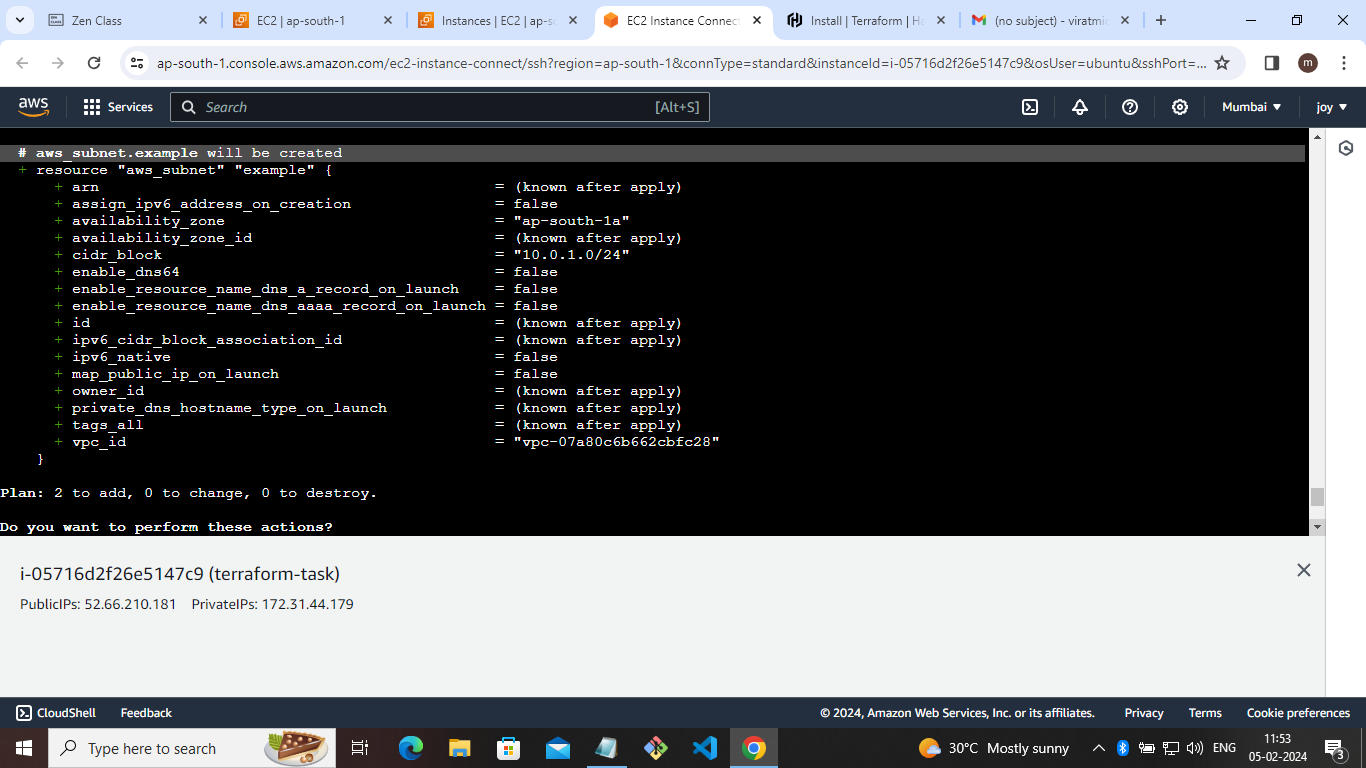 Zen Class
EC2 | ap-south-1
Instances | EC2 | ap-so
EC2 Instance Connect
Install | Terraform | Ha
(no subject) - viratmic
ap-south-1.console.aws.amazon.com/ec2-instance-connect/ssh?region=ap-south-1&connType=standard&instanceId=i-05716d2f26e5147c9&osUser=ubuntu&sshPort=...
m
aws
Services
Search
[Alt+S]
Mumbai
joy
# aws_subnet.example will be created
+ resource "aws_subnet" "example" {
+ arn = (known after apply)
+ assign_ipv6_address_on_creation = false
+ availability_zone = "ap-south-1a"
+ availability_zone_id = (known after apply)
+ cidr_block = "10.0.1.0/24"
+ enable_dns64 = false
+ enable_resource_name_dns_a_record_on_launch = false
+ enable_resource_name_dns_aaaa_record_on_launch = false
+ id = (known after apply)
+ ipv6_cidr_block_association_id = (known after apply)
+ ipv6_native = false
+ map_public_ip_on_launch = false
+ owner_id = (known after apply)
+ private_dns_hostname_type_on_launch = (known after apply)
+ tags_all = (known after apply)
+ vpc_id = "vpc-07a80c6b662cbfc28"
}
Plan: 2 to add, 0 to change, 0 to destroy.
Do you want to perform these actions?
i-05716d2f26e5147c9 (terraform-task)
PublicIPs: 52.66.210.181 PrivateIPs: 172.31.44.179
CloudShell
Feedback
© 2024, Amazon Web Services, Inc. or its affiliates.
Privacy
Terms
Cookie preferences
Type here to search
30°C Mostly sunny
ENG
11:53
05-02-2024
3